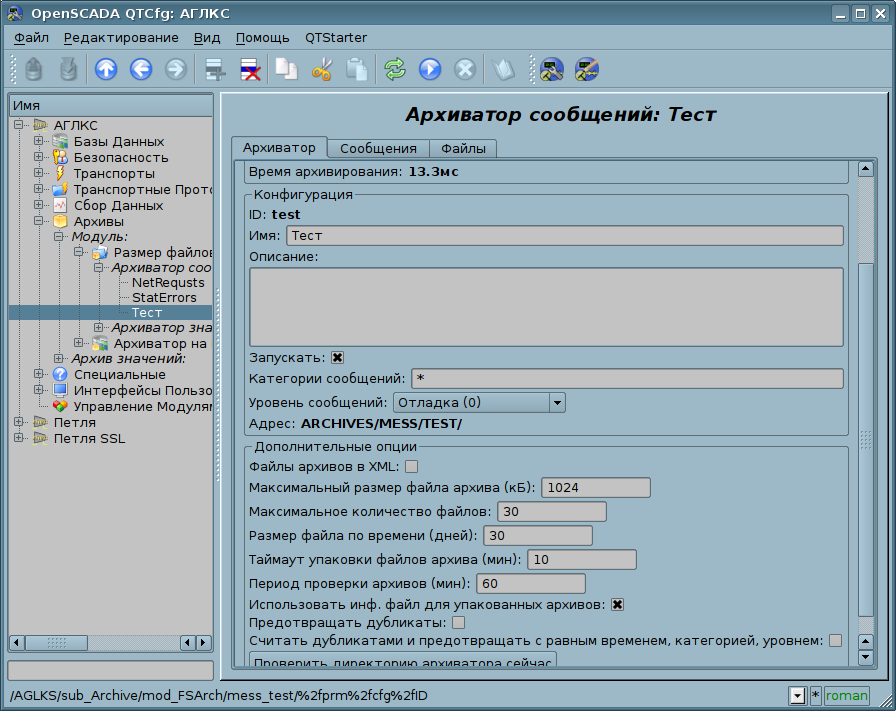 OpenSCADA QTCfg: АГЛКС
Файл Редактирование Вид Помощь QTStarter
Имя
АГЛКС
Базы Данных
Безопасность
Транспорты
Транспортные Прото
Сбор Данных
Архивы
Модуль:
Размер файлов
Архиватор соо
NetRequsts
StatErrors
Тест
Архиватор зна
Архиватор на
Архив значений:
Специальные
Интерфейсы Пользо
Управление Модулям
Петля
Петля SSL
Архиватор сообщений: Тест
Архиватор Сообщения Файлы
Время архивирования: 13.3мс
Конфигурация
ID: test
Имя: Тест
Описание:
Запускать:
Категории сообщений: *
Уровень сообщений: Отладка (0)
Адрес: ARCHIVES/MESS/TEST/
Дополнительные опции
Файлы архивов в XML:
Максимальный размер файла архива (кБ): 1024
Максимальное количество файлов: 30
Размер файла по времени (дней): 30
Таймаут упаковки файлов архива (мин): 10
Период проверки архивов (мин): 60
Использовать инф. файл для упакованных архивов:
Предотвращать дубликаты:
Считать дубликатами и предотвращать с равным временем, категорией, уровнем:
Проверить директорию архиватора сейчас
/AGLKS/sub_Archive/mod_FSArch/mess_test/%2fprm%2fcfg%2fID
* roman